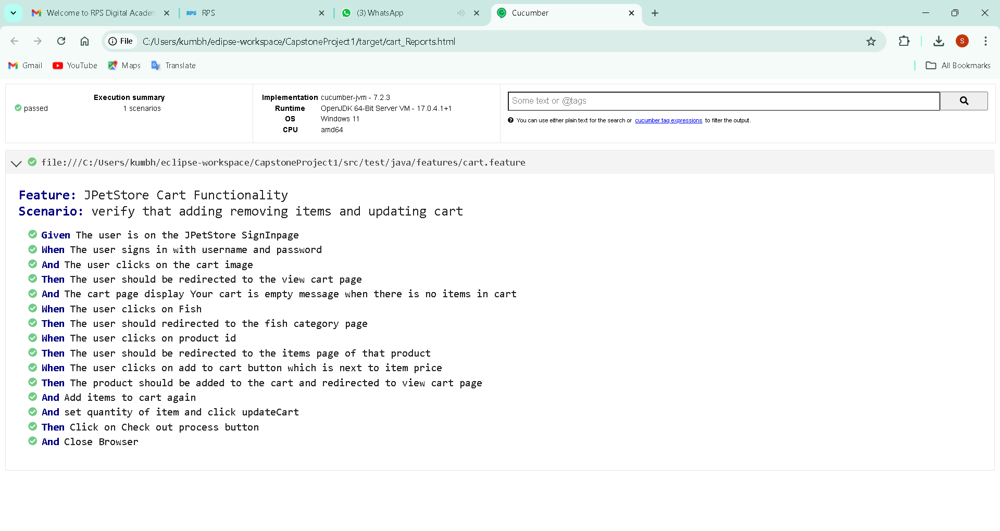 Welcome to RPS Digital Academ
RPS RPS
(3) WhatsApp
Cucumber
File C:/Users/kumbh/eclipse-workspace/CapstoneProject1/target/cart_Reports.html
S
Gmail YouTube Maps Translate All Bookmarks
Execution summary
passed 1 scenarios
Implementation cucumber-jvm - 7.2.3
Runtime OpenJDK 64-Bit Server VM - 17.0.4.1+1
OS Windows 11
CPU amd64
Some text or @tags
You can use either plain text for the search or cucumber tag expressions to filter the output.
file:///C:/Users/kumbh/eclipse-workspace/CapstoneProject1/src/test/java/features/cart.feature
Feature: JPetStore Cart Functionality
Scenario: verify that adding removing items and updating cart
Given The user is on the JPetStore SignInpage
When The user signs in with username and password
And The user clicks on the cart image
Then The user should be redirected to the view cart page
And The cart page display Your cart is empty message when there is no items in cart
When The user clicks on Fish
Then The user should redirected to the fish category page
When The user clicks on product id
Then The user should be redirected to the items page of that product
When The user clicks on add to cart button which is next to item price
Then The product should be added to the cart and redirected to view cart page
And Add items to cart again
And set quantity of item and click updateCart
Then Click on Check out process button
And Close Browser